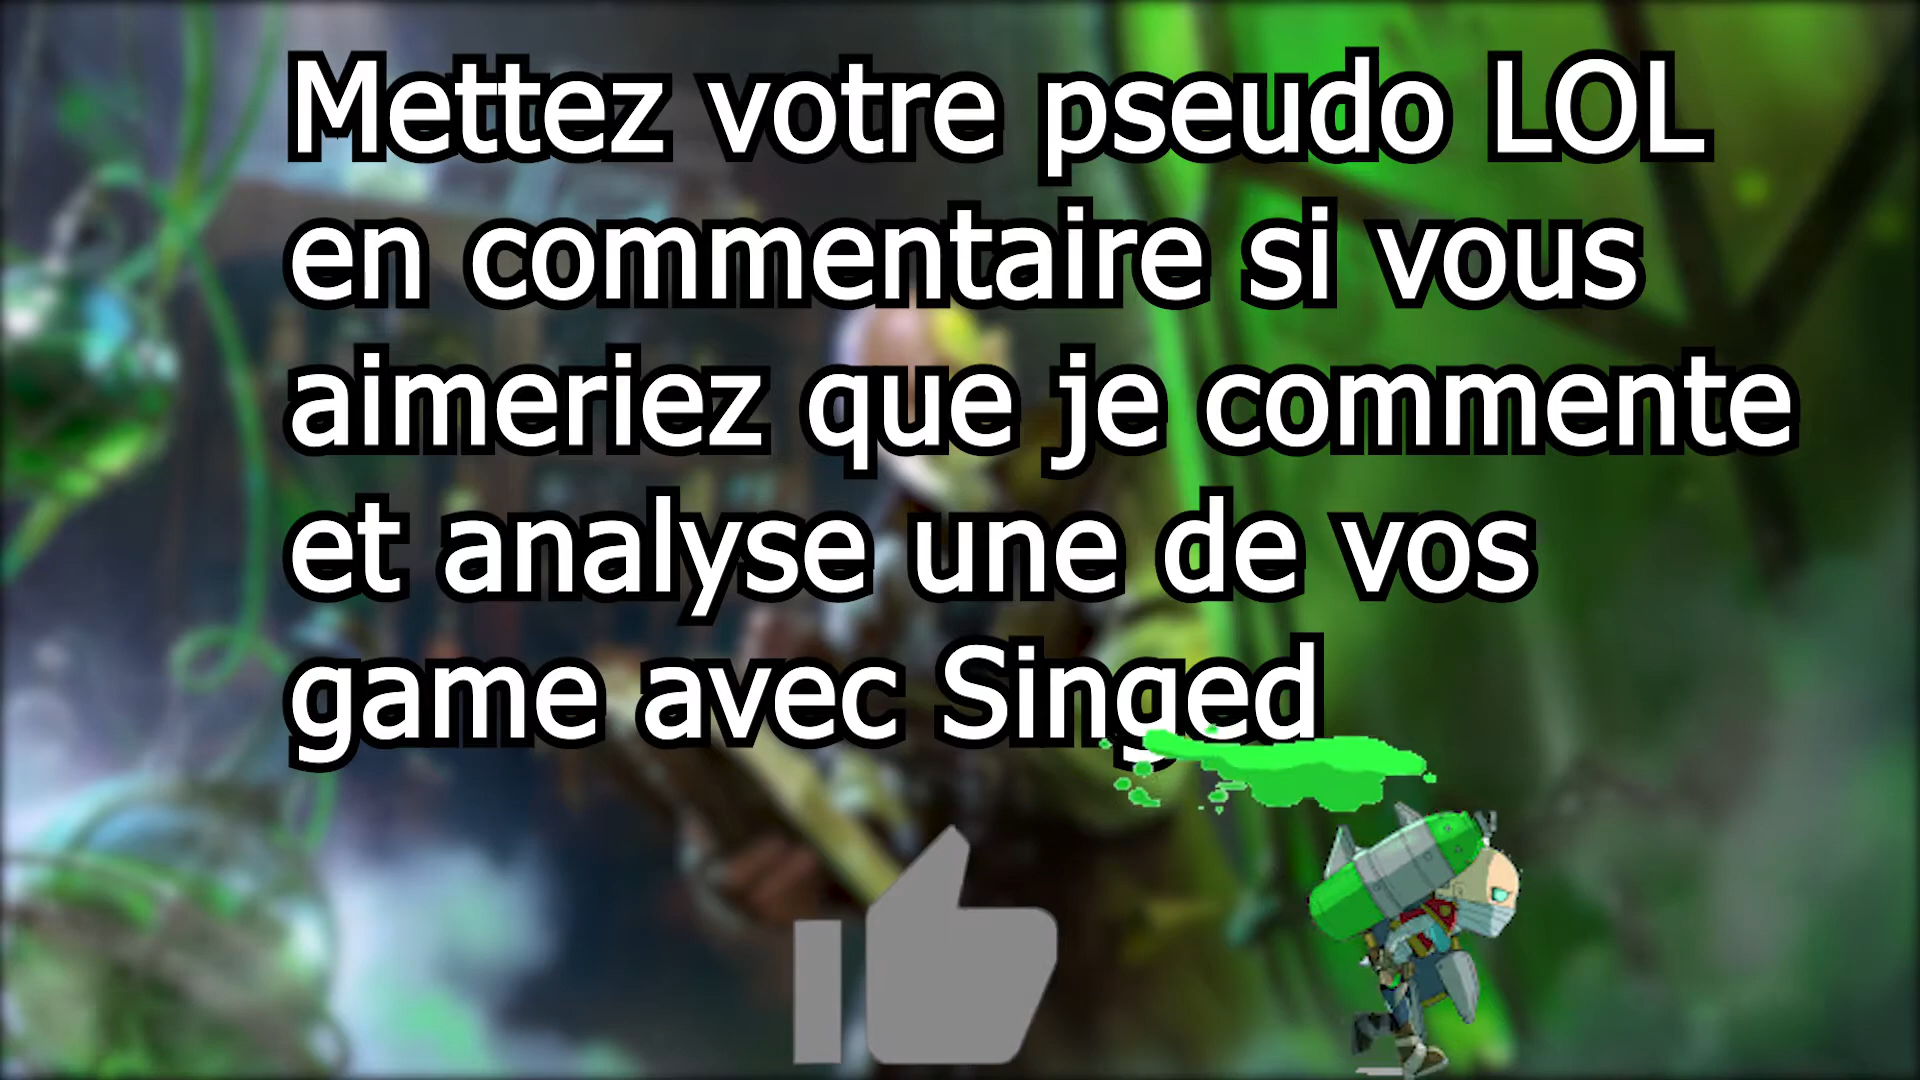 Mettez votre pseudo LOL
en commentaire si vous
aimeriez que je commente
et analyse une de vos
game avec Singed